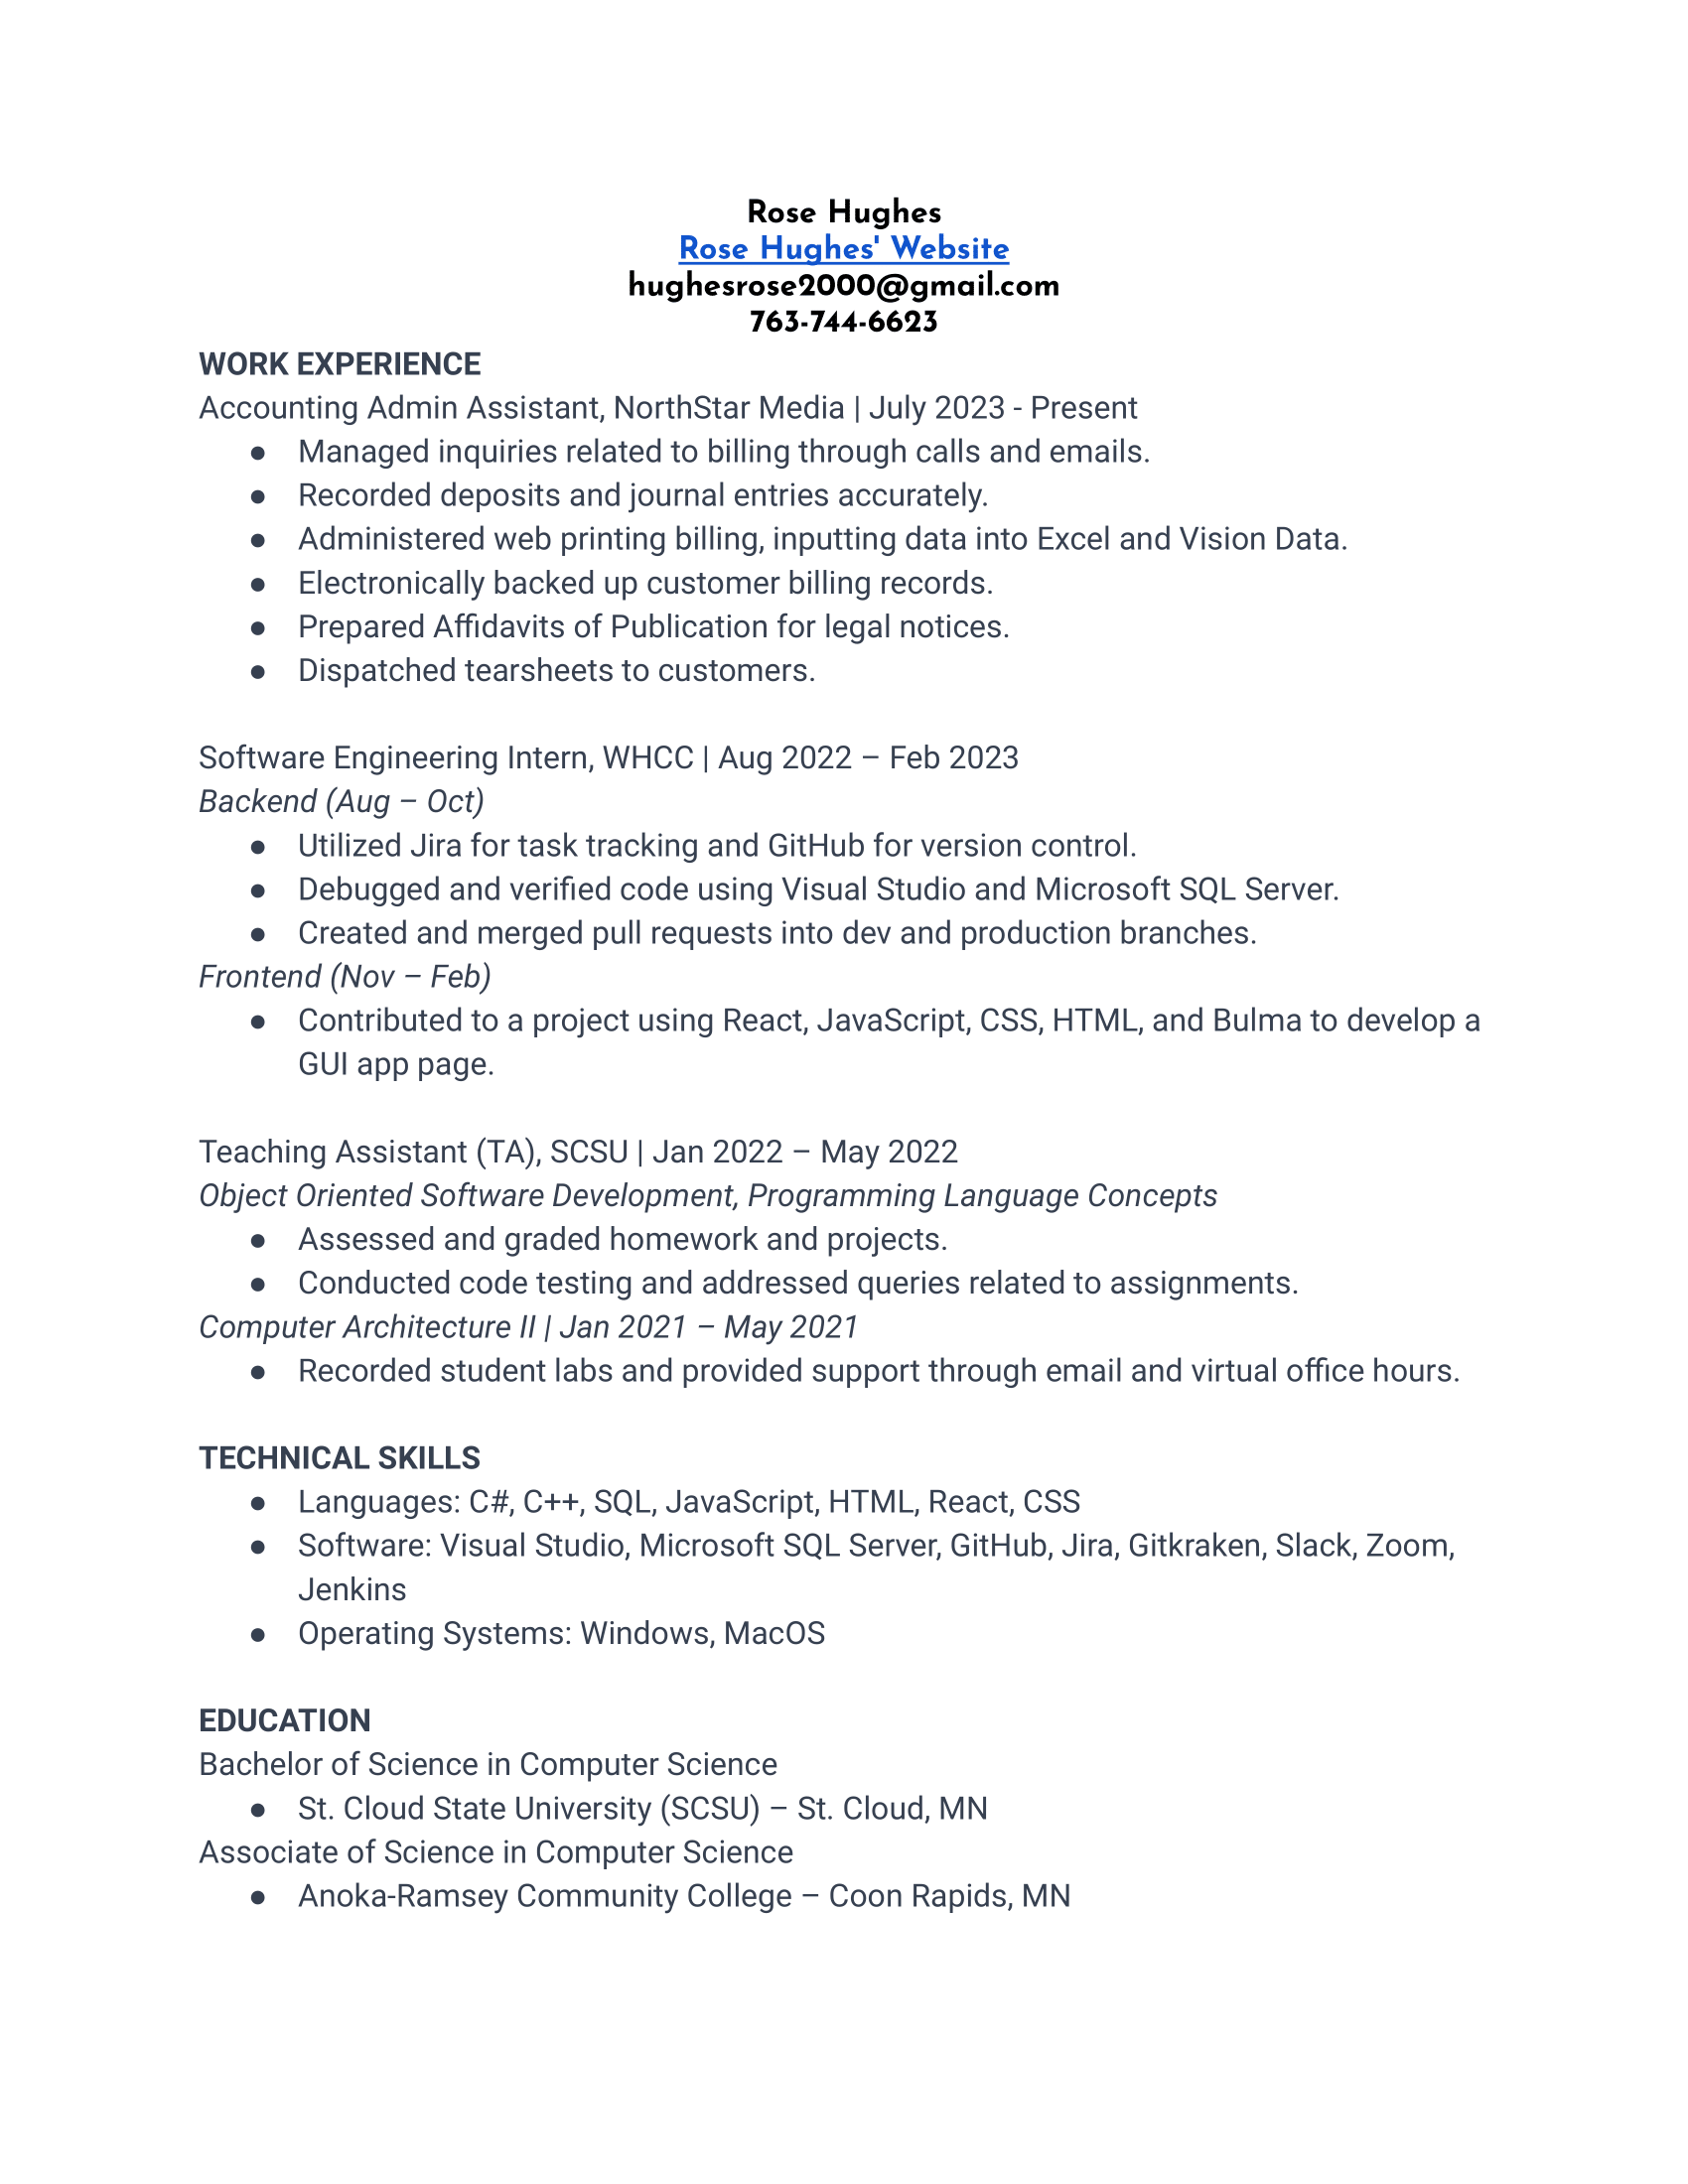 Rose Hughes
Rose Hughes' Website
hughesrose2000@gmail.com
763-744-6623
WORK EXPERIENCE
Accounting Admin Assistant, NorthStar Media | July 2023 - Present
● Managed inquiries related to billing through calls and emails.
● Recorded deposits and journal entries accurately.
● Administered web printing billing, inputting data into Excel and Vision Data.
● Electronically backed up customer billing records.
● Prepared Affidavits of Publication for legal notices.
● Dispatched tearsheets to customers.
Software Engineering Intern, WHCC | Aug 2022 – Feb 2023
Backend (Aug – Oct)
● Utilized Jira for task tracking and GitHub for version control.
● Debugged and verified code using Visual Studio and Microsoft SQL Server.
● Created and merged pull requests into dev and production branches.
Frontend (Nov – Feb)
● Contributed to a project using React, JavaScript, CSS, HTML, and Bulma to develop a
GUI app page.
Teaching Assistant (TA), SCSU | Jan 2022 – May 2022
Object Oriented Software Development, Programming Language Concepts
● Assessed and graded homework and projects.
● Conducted code testing and addressed queries related to assignments.
Computer Architecture II | Jan 2021 – May 2021
● Recorded student labs and provided support through email and virtual office hours.
TECHNICAL SKILLS
● Languages: C#, C++, SQL, JavaScript, HTML, React, CSS
● Software: Visual Studio, Microsoft SQL Server, GitHub, Jira, Gitkraken, Slack, Zoom,
Jenkins
● Operating Systems: Windows, MacOS
EDUCATION
Bachelor of Science in Computer Science
● St. Cloud State University (SCSU) – St. Cloud, MN
Associate of Science in Computer Science
● Anoka-Ramsey Community College – Coon Rapids, MN